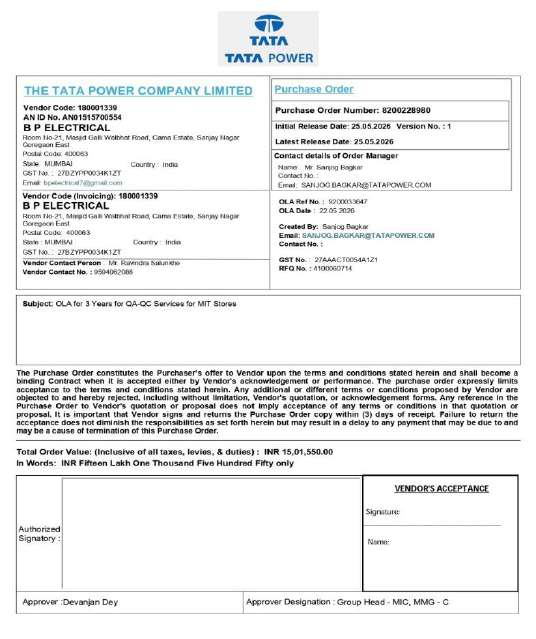 TATA
TATA POWER
THE TATA POWER COMPANY LIMITED
Vendor Code: 180001339
AN ID No. AN01515700554
B P ELECTRICAL
Room No-21, Masjid Galli Walbhat Road, Cama Estate, Sanjay Nagar
Goregaon East
Postal Code: 400063
State: MUMBAI Country : India
GST No. : 27BZYPP0034K1ZT
Email: bpelectrical7@gmail.com
Vendor Code (Invoicing): 180001339
B P ELECTRICAL
Room No-21, Masjid Galli Walbhat Road, Cama Estate, Sanjay Nagar
Goregaon East
Postal Code: 400063
State : MUMBAI Country : India
GST No. : 27BZYPP0034K1ZT
Vendor Contact Person : Mr. Ravindra Salunkhe
Vendor Contact No. : 9594062088
Purchase Order
Purchase Order Number: 8200228980
Initial Release Date: 25.05.2026 Version No. : 1
Latest Release Date: 25.05.2026
Contact details of Order Manager
Name : Mr. Sanjog Bagkar
Contact No. :
Email: SANJOG.BAGKAR@TATAPOWER.COM
OLA Ref No. : 9200033647
OLA Date : 22.05.2026
Created By: Sanjog Bagkar
Email: SANJOG.BAGKAR@TATAPOWER.COM
Contact No. :
GST No. : 27AAACT0054A1Z1
RFQ No. : 4100060714
Subject: OLA for 3 Years for QA-QC Services for MIT Stores
The Purchase Order constitutes the Purchaser's offer to Vendor upon the terms and conditions stated herein and shall become a
binding Contract when it is accepted either by Vendor's acknowledgement or performance. The purchase order expressly limits
acceptance to the terms and conditions stated herein. Any additional or different terms or conditions proposed by Vendor are
objected to and hereby rejected, including without limitation, Vendor's quotation, or acknowledgement forms. Any reference in the
Purchase Order to Vendor's quotation or proposal does not imply acceptance of any terms or conditions in that quotation or
proposal. It is important that Vendor signs and returns the Purchase Order copy within (3) days of receipt. Failure to return the
acceptance does not diminish the responsibilities as set forth herein but may result in a delay to any payment that may be due to and
may be a cause of termination of this Purchase Order.
Total Order Value: (Inclusive of all taxes, levies, & duties) : INR 15,01,550.00
In Words: INR Fifteen Lakh One Thousand Five Hundred Fifty only
Authorized
Signatory :
VENDOR'S ACCEPTANCE
Signature:
Name:
Approver :Devanjan Dey
Approver Designation : Group Head - MIC, MMG - C